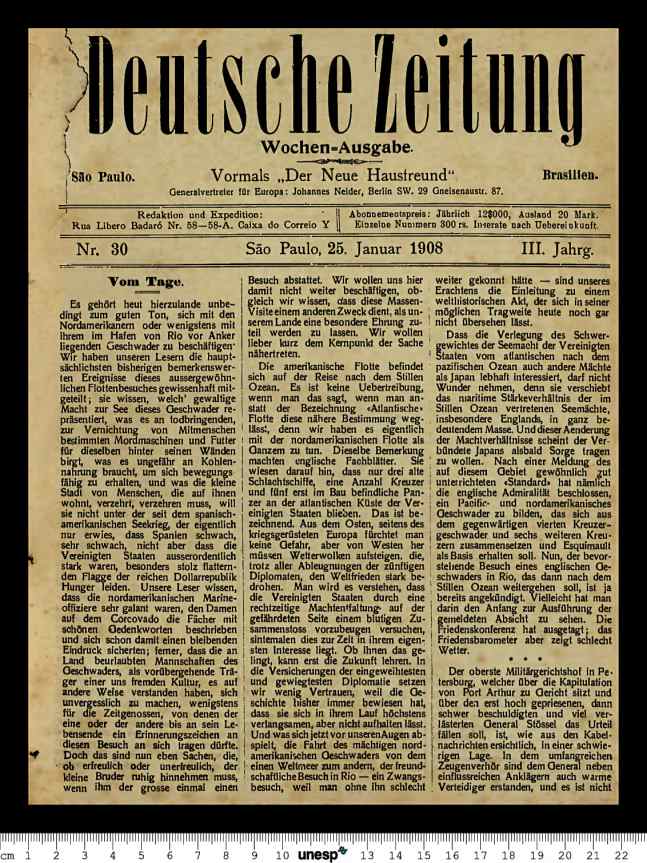 Deutsche Zeitung
Wochen-Ausgabe.
São Paulo.
Vormals „Der Neue Hausfreund“
Brasilien.
Generalvertreter für Europa: Johannes Neider, Berlin SW. 29 Gneisenaustr. 87.
Redaktion und Expedition:
Rua Libero Badaró Nr. 58—58-A. Caixa do Correio Y
Abonnementspreis: Jährlich 12$000, Ausland 20 Mark.
Einzelne Nummern 300 rs. Inserate nach Uebereinkunft.
Nr. 30
São Paulo, 25. Januar 1908
III. Jahrg.
Vom Tage.
Es gehört heut hierzulande unbe-
dingt zum guten Ton, sich mit den
Nordamerikanern oder wenigstens mit
ihrem im Hafen von Rio vor Anker
liegenden Geschwader zu beschäftigen.
Wir haben unseren Lesern die haupt-
sächlichsten bisherigen bemerkenswer-
ten Ereignisse dieses aussergewöhn-
lichen Flottenbesuches gewissenhaft mit-
geteilt; sie wissen, welch' gewaltige
Macht zur See dieses Geschwader re-
präsentiert, was es an todbringenden,
zur Vernichtung von Mitmenschen
bestimmten Mordmaschinen und Futter
für dieselben hinter seinen Wänden
birgt, was es ungefähr an Kohlen-
nahrung braucht, um sich bewegungs-
fähig zu erhalten, und was die kleine
Stadt von Menschen, die auf ihnen
wohnt, verzehrt, verzehren muss, will
sie nicht unter der seit dem spanisch-
amerikanischen Seekrieg, der eigentlich
nur erwies, dass Spanien schwach,
sehr schwach, nicht aber dass die
Vereinigten Staaten ausserordentlich
stark waren, besonders stolz flattern-
den Flagge der reichen Dollarrepublik
Hunger leiden. Unsere Leser wissen,
dass die nordamerikanischen Marine-
offiziere sehr galant waren, den Damen
auf dem Corcovado die Fächer mit
schönen Gedenkworten beschrieben
und sich schon damit einen bleibenden
Eindruck sicherten; ferner, dass die an
Land beurlaubten Mannschaften des
Geschwaders, als vorübergehende Trä-
ger einer uns fremden Kultur, es auf
andere Weise verstanden haben, sich
unvergesslich zu machen, wenigstens
für die Zeitgenossen, von denen der
eine oder der andere bis an sein Le-
bensende ein Erinnerungszeichen an
diesen Besuch an sich tragen dürfte.
Doch das sind nun eben Sachen, die,
ob erfreulich oder unerfreulich, der
kleine Bruder ruhig hinnehmen muss,
wenn ihm der grosse einmal einen
Besuch abstattet. Wir wollen uns hier
damit nicht weiter beschäftigen, ob-
gleich wir wissen, dass diese Massen-
Visite einem anderen Zweck dient, als un-
serem Lande eine besondere Ehrung zu-
teil werden zu lassen. Wir wollen
lieber kurz dem Kernpunkt der Sache
nähertreten.
Die amerikanische Flotte befindet
sich auf der Reise nach dem Stillen
Ozean. Es ist keine Uebertreibung,
wenn man das sagt, wenn man an-
statt der Bezeichnung «Atlantische»
Flotte diese nähere Bestimmung weg-
lässt, denn wir haben es eigentlich
mit der nordamerikanischen Flotte als
Ganzem zu tun. Dieselbe Bemerkung
machten englische Fachblätter. Sie
wiesen darauf hin, dass nur drei alte
Schlachtschiffe, eine Anzahl Kreuzer
und fünf erst im Bau befindliche Pan-
zer an der atlantischen Küste der Ver-
einigten Staaten blieben. Das ist be-
zeichnend. Aus dem Osten, seitens des
kriegsgerüsteten Europa fürchtet man
keine Gefahr, aber von Westen her
müssen Wetterwolken aufsteigen, die,
trotz aller Ableugnungen der zünftigen
Diplomaten, den Weltfrieden stark be-
drohen. Man wird es verstehen, dass
die Vereinigten Staaten durch eine
rechtzeitige Machtentfaltung auf der
gefährdeten Seite einem blutigen Zu-
sammenstoss vorzubeugen versuchen,
sintemalen dies zur Zeit in ihrem eigen-
sten Interesse liegt. Ob ihnen das ge-
lingt, kann erst die Zukunft lehren. In
die Versicherungen der eingeweihtesten
und gewiegtesten Diplomatie setzen
wir wenig Vertrauen, weil die Ge-
schichte bisher immer bewiesen hat,
dass sie sich in ihrem Lauf höchstens
verlangsamen, aber nicht aufhalten lässt.
Und was sich jetzt vor unseren Augen ab-
spielt, die Fahrt des mächtigen nord-
amerikanischen Geschwaders von dem
einen Weltmeer zum andern, der freund-
schaftliche Besuch in Rio — ein Zwangs-
besuch, weil man ohne ihn schlecht
weiter gekonnt hätte — sind unseres
Erachtens die Einleitung zu einem
welthistorischen Akt, der sich in seiner
möglichen Tragweite heute noch gar
nicht übersehen lässt.
Dass die Verlegung des Schwer-
gewichtes der Seemacht der Vereinigten
Staaten vom atlantischen nach dem
pazifischen Ozean auch andere Mächte
als Japan lebhaft interessiert, darf nicht
Wunder nehmen, denn sie verschiebt
das maritime Stärkeverhältnis der im
Stillen Ozean vertretenen Seemächte,
insbesondere Englands, in ganz be-
deutendem Masse. Und dieser Aenderung
der Machtverhältnisse scheint der Ver-
bündete Japans alsbald Sorge tragen
zu wollen. Nach einer Meldung des
auf diesem Gebiet gewöhnlich gut
unterrichteten «Standard» hat nämlich
die englische Admiralität beschlossen,
ein Pacific- und nordamerikanisches
Geschwader zu bilden, das sich aus
dem gegenwärtigen vierten Kreuzer-
geschwader und sechs weiteren Kreu-
zern zusammensetzen und Esquimault
als Basis erhalten soll. Nun, der bevor-
stehende Besuch eines englischen Ge-
schwaders in Rio, das dann nach dem
Stillen Ozean weitergehen soll, ist ja
bereits angekündigt. Vielleicht hat man
darin den Anfang zur Ausführung der
gemeldeten Absicht zu sehen. Die
Friedenskonferenz hat ausgetagt; das
Friedensbarometer aber zeigt schlecht
Wetter.
* * *
Der oberste Militärgerichtshof in Pe-
tersburg, welcher über die Kapitulation
von Port Arthur zu Gericht sitzt und
über den erst hoch gepriesenen, dann
schwer beschuldigten und viel ver-
lästerten General Stössel das Urteil
fällen soll, ist, wie aus den Kabel-
nachrichten ersichtlich, in einer schwie-
rigen Lage. In dem umfangreichen
Zeugenverhör sind dem General neben
einflussreichen Anklägern auch warme
Verteidiger erstanden, und es ist nicht
cm 1 2 3 4 5 6 7 8 9 10 unesp 13 14 15 16 17 18 19 20 21 22